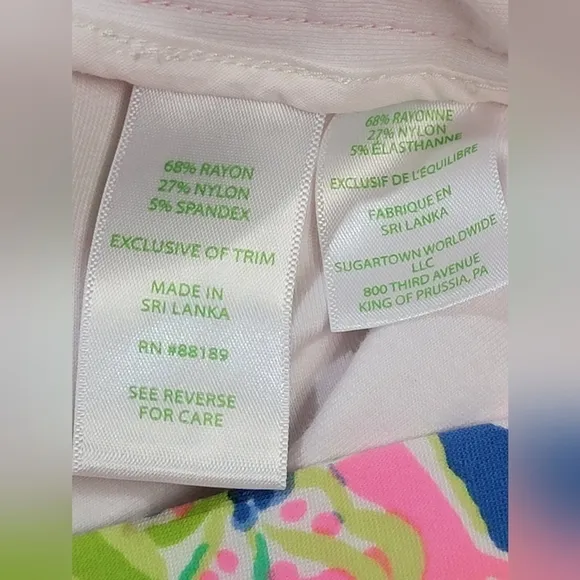 68% RAYON
27% NYLON
5% SPANDEX
EXCLUSIVE OF TRIM
MADE IN
SRI LANKA
RN #88189
SEE REVERSE
FOR CARE
68% RAYONNE
27% NYLON
5% ÉLASTHANNE
EXCLUSIF DE L'ÉQUILIBRE
FABRIQUE EN
SRI LANKA
SUGARTOWN WORLDWIDE
LLC
800 THIRD AVENUE
KING OF PRUSSIA, PA